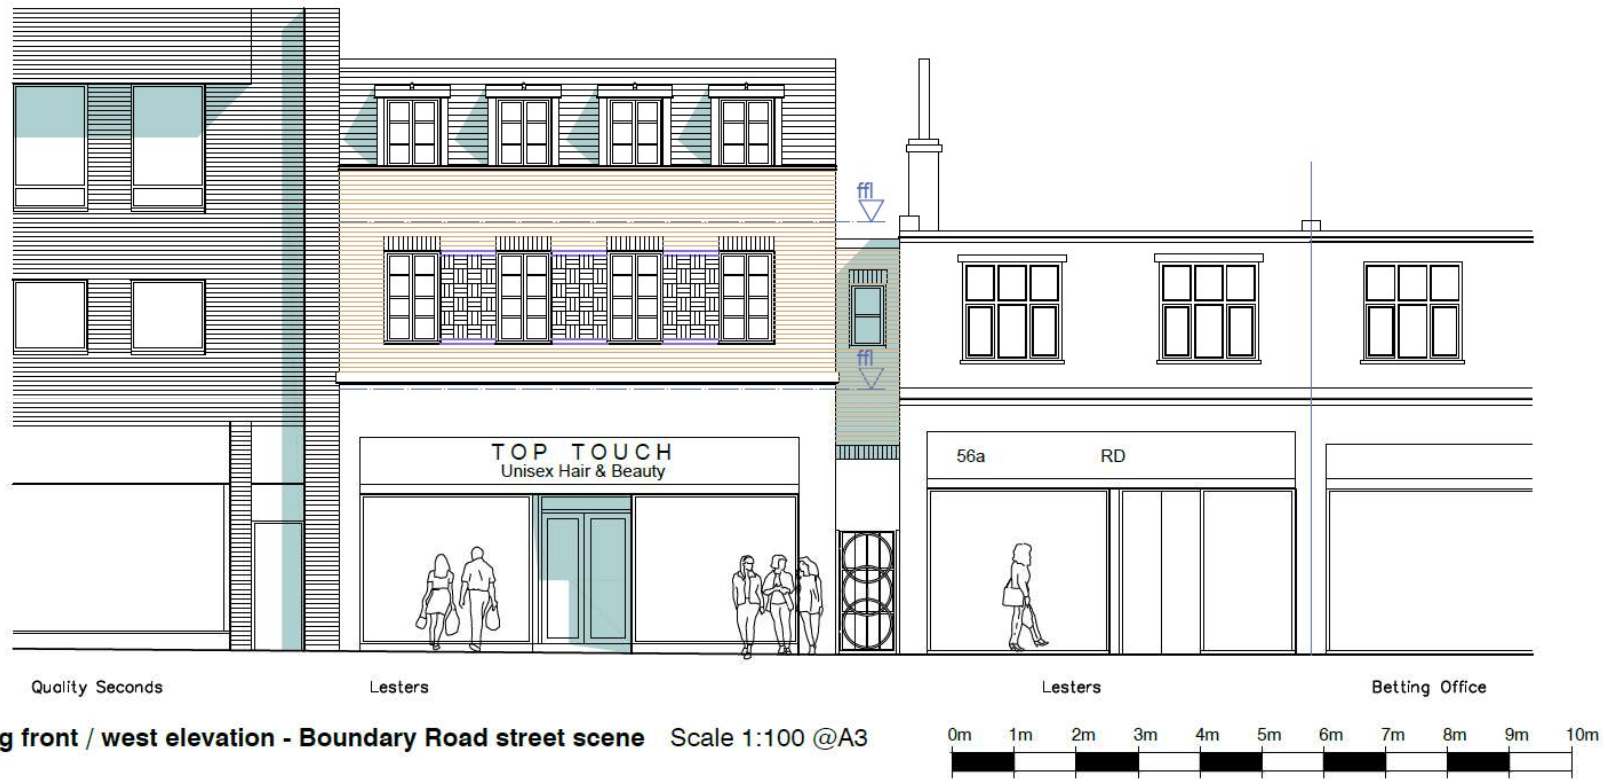 ffl
ffl
TOP TOUCH
Unisex Hair & Beauty
56a RD
Quality Seconds Lesters Lesters Betting Office
g front / west elevation - Boundary Road street scene Scale 1:100 @A3
0m 1m 2m 3m 4m 5m 6m 7m 8m 9m 10m